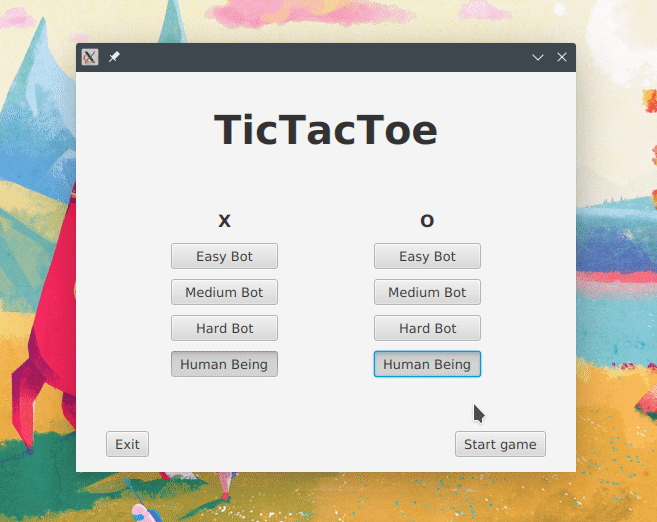 TicTacToe
X O
Easy Bot Easy Bot
Medium Bot Medium Bot
Hard Bot Hard Bot
Human Being Human Being
Exit Start game